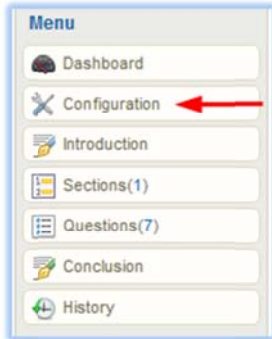 Menu
Dashboard
Configuration
Introduction
Sections(1)
Questions(7)
Conclusion
History